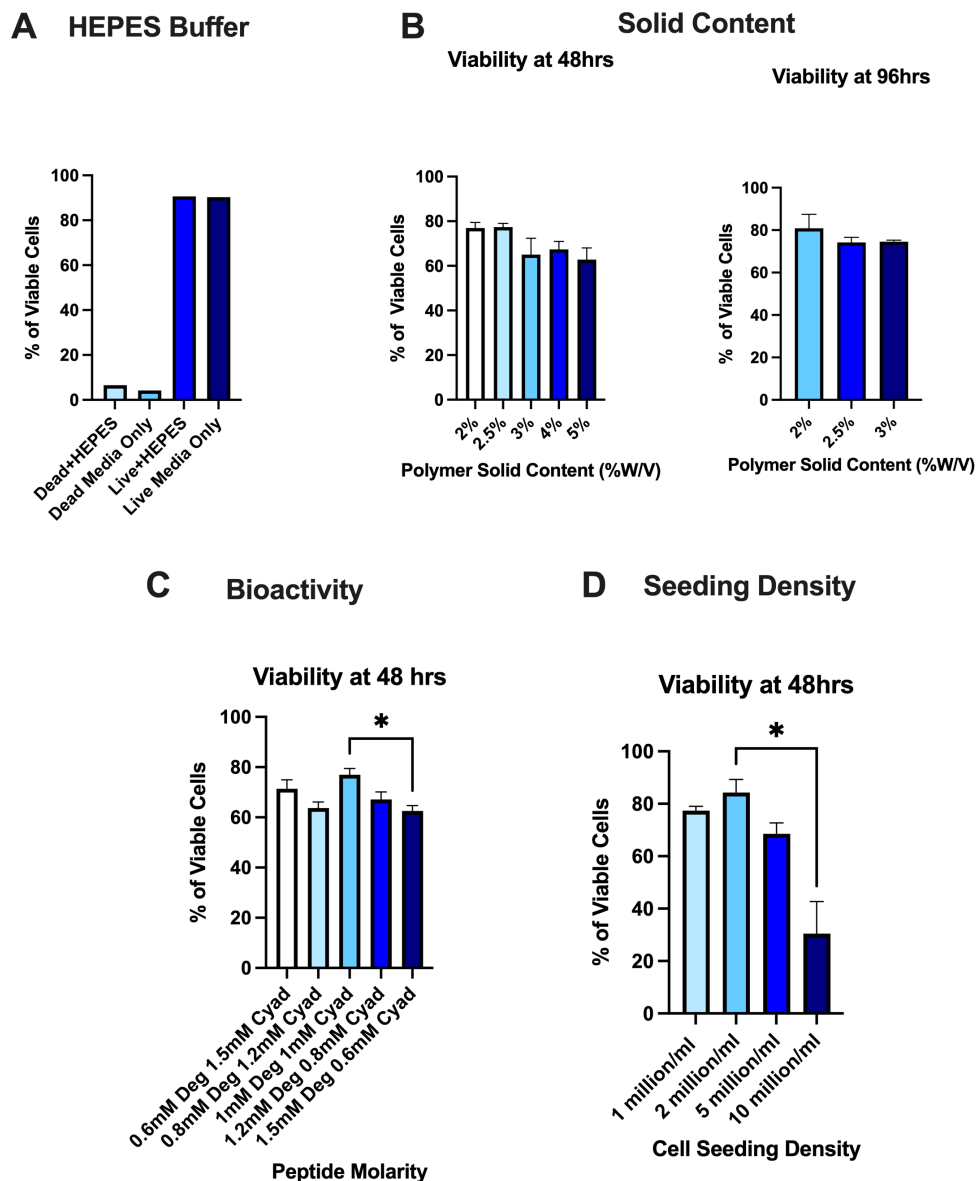 A HEPES Buffer
% of Viable Cells
100
80
60
40
20
0
Dead+HEPES
Dead Media Only
Live+HEPES
Live Media Only
B Solid Content
Viability at 48hrs
% of Viable Cells
100
80
60
40
20
0
2%
2.5%
3%
4%
5%
Polymer Solid Content (%W/V)
Viability at 96hrs
% of Viable Cells
100
80
60
40
20
0
2%
2.5%
3%
Polymer Solid Content (%W/V)
C Bioactivity
Viability at 48 hrs
% of Viable Cells
100
80
60
40
20
0
*
0.6mM Deg 1.5mM Cyad
0.8mM Deg 1.2mM Cyad
1mM Deg 1mM Cyad
1.2mM Deg 0.8mM Cyad
1.5mM Deg 0.6mM Cyad
Peptide Molarity
D Seeding Density
Viability at 48hrs
% of Viable Cells
100
80
60
40
20
0
*
1 million/ml
2 million/ml
5 million/ml
10 million/ml
Cell Seeding Density